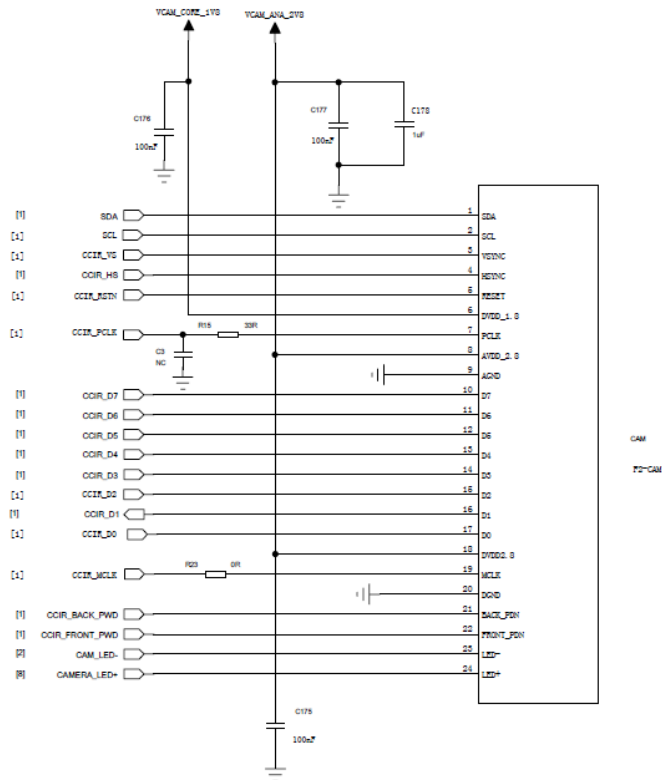 VCAM_CORE_1V8 VCAM_ANA_2V8
C176 100nF
C177 100nF
C178 1uF
[1] SDA 1 SDA
[1] SCL 2 SCL
[1] CCIR_VS 3 VSYNC
[1] CCIR_HS 4 HSYNC
[1] CCIR_RSTN 5 RESET
6 DVDD_1.8
[1] CCIR_PCLK R15 33R 7 PCLK
C3 NC
8 AVDD_2.8
9 AGND
[1] CCIR_D7 10 D7
[1] CCIR_D6 11 D6
[1] CCIR_D5 12 D5
[1] CCIR_D4 13 D4
[1] CCIR_D3 14 D3
[1] CCIR_D2 15 D2
[1] CCIR_D1 16 D1
[1] CCIR_D0 17 D0
18 DVDD2.8
[1] CCIR_MCLK R23 0R 19 MCLK
20 DGND
[1] CCIR_BACK_PWD 21 BACK_PDN
[1] CCIR_FRONT_PWD 22 FRONT_PDN
[2] CAM_LED- 23 LED-
[8] CAMERA_LED+ 24 LED+
CAM
P2-CAM
C175
100nF